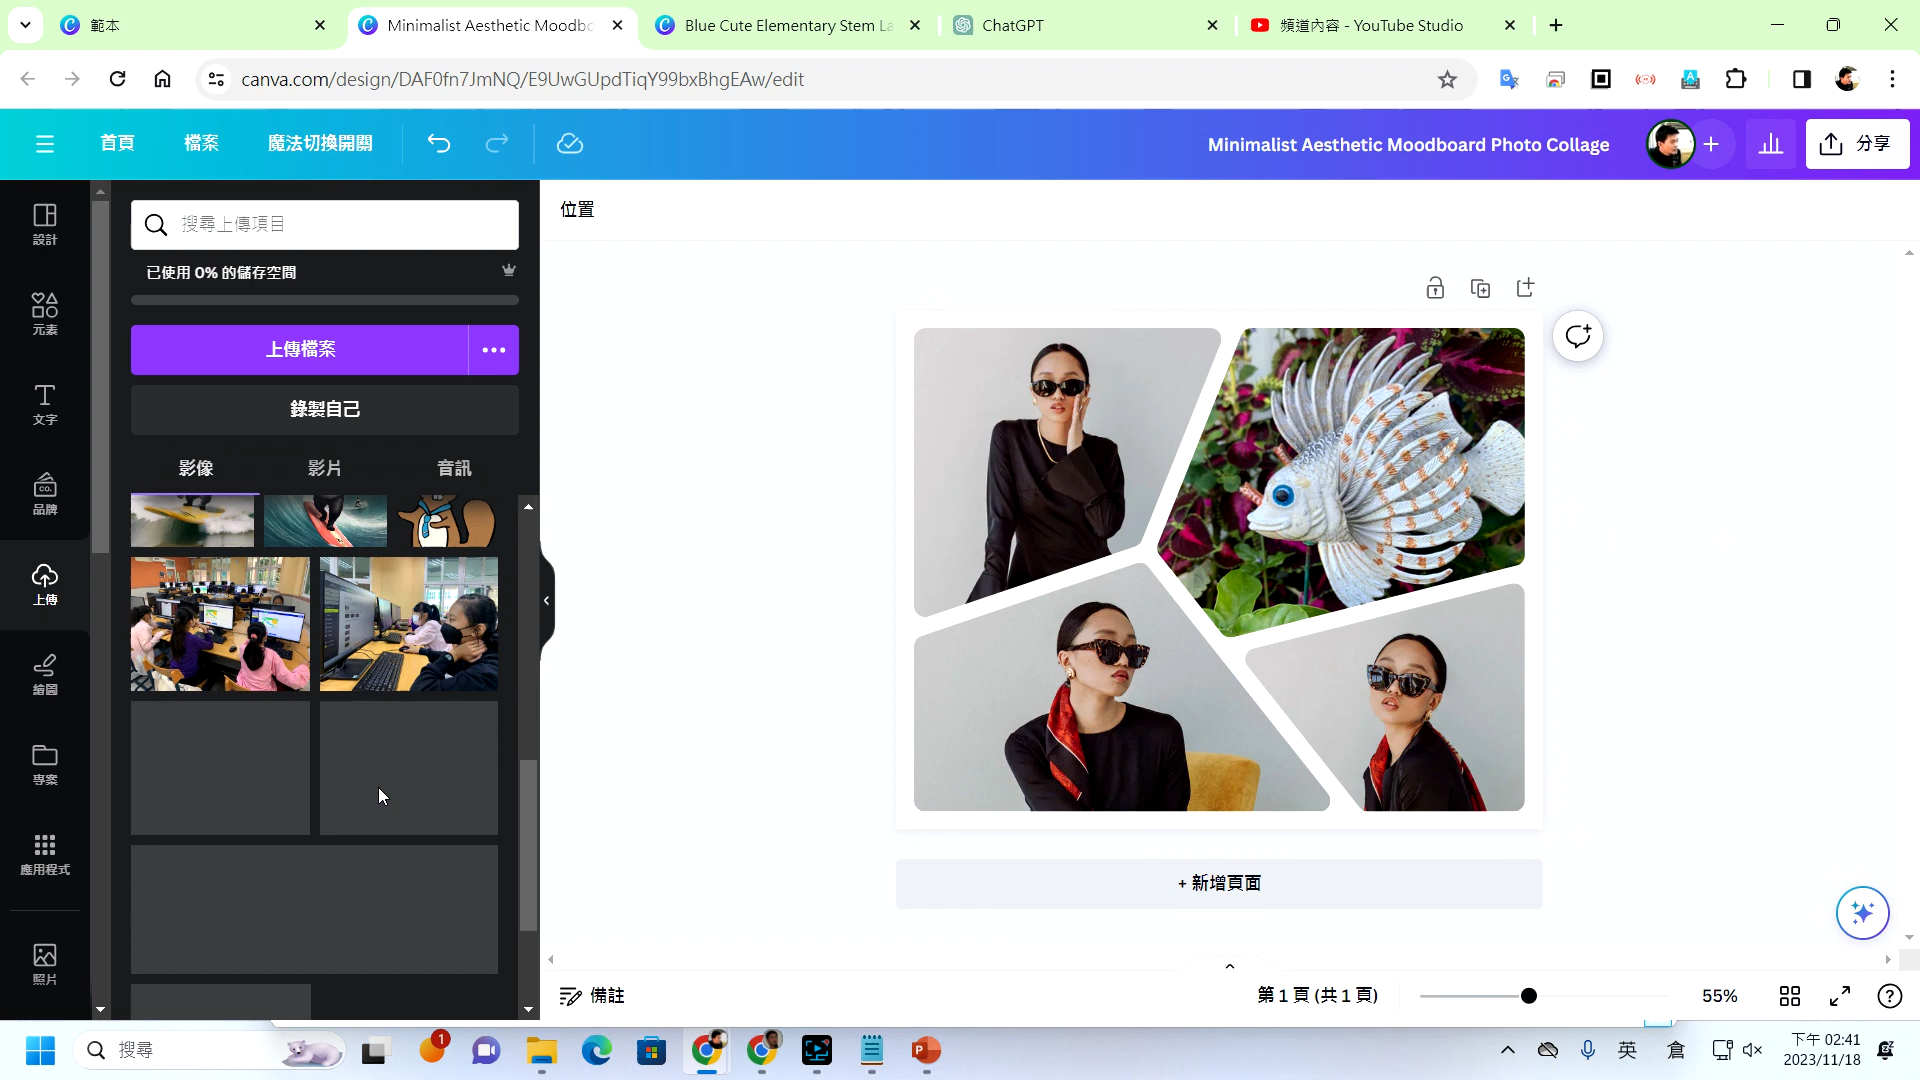 範本
Minimalist Aesthetic Moodbo
Blue Cute Elementary Stem La
ChatGPT
頻道內容 - YouTube Studio
canva.com/design/DAF0fn7JmNQ/E9UwGUpdTiqY99bxBhgEAw/edit
首頁
檔案
魔法切換開關
Minimalist Aesthetic Moodboard Photo Collage
分享
設計
元素
文字
CO.
品牌
上傳
繪圖
專案
應用程式
照片
搜尋上傳項目
已使用 0% 的儲存空間
上傳檔案
錄製自己
影像
影片
音訊
位置
+ 新增頁面
備註
第 1 頁 (共 1 頁)
55%
搜尋
1
英
倉
下午 02:41
2023/11/18